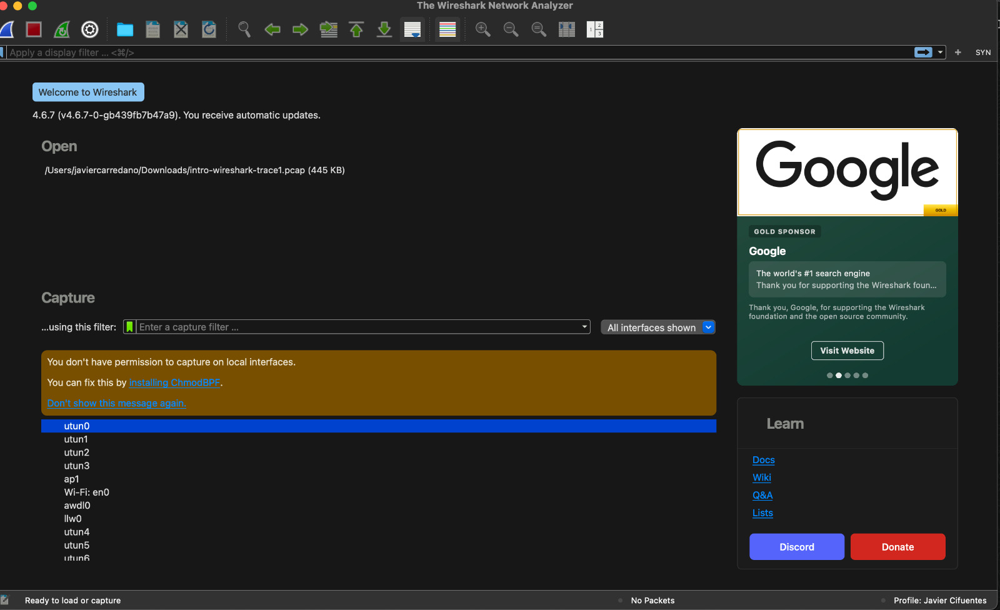 The Wireshark Network Analyzer
1 2 3
Apply a display filter ... <⌘/>
+ SYN
Welcome to Wireshark
4.6.7 (v4.6.7-0-gb439fb7b47a9). You receive automatic updates.
Open
/Users/javiercarredano/Downloads/intro-wireshark-trace1.pcap (445 KB)
Capture
...using this filter:
Enter a capture filter ...
All interfaces shown
You don't have permission to capture on local interfaces.
You can fix this by installing ChmodBPF.
Don't show this message again.
utun0
utun1
utun2
utun3
ap1
Wi-Fi: en0
awdl0
llw0
utun4
utun5
utun6
Google
GOLD
GOLD SPONSOR
Google
The world's #1 search engine
Thank you for supporting the Wireshark foun...
Thank you, Google, for supporting the Wireshark
foundation and the open source community.
Visit Website
Learn
Docs
Wiki
Q&A
Lists
Discord
Donate
Ready to load or capture
No Packets
Profile: Javier Cifuentes